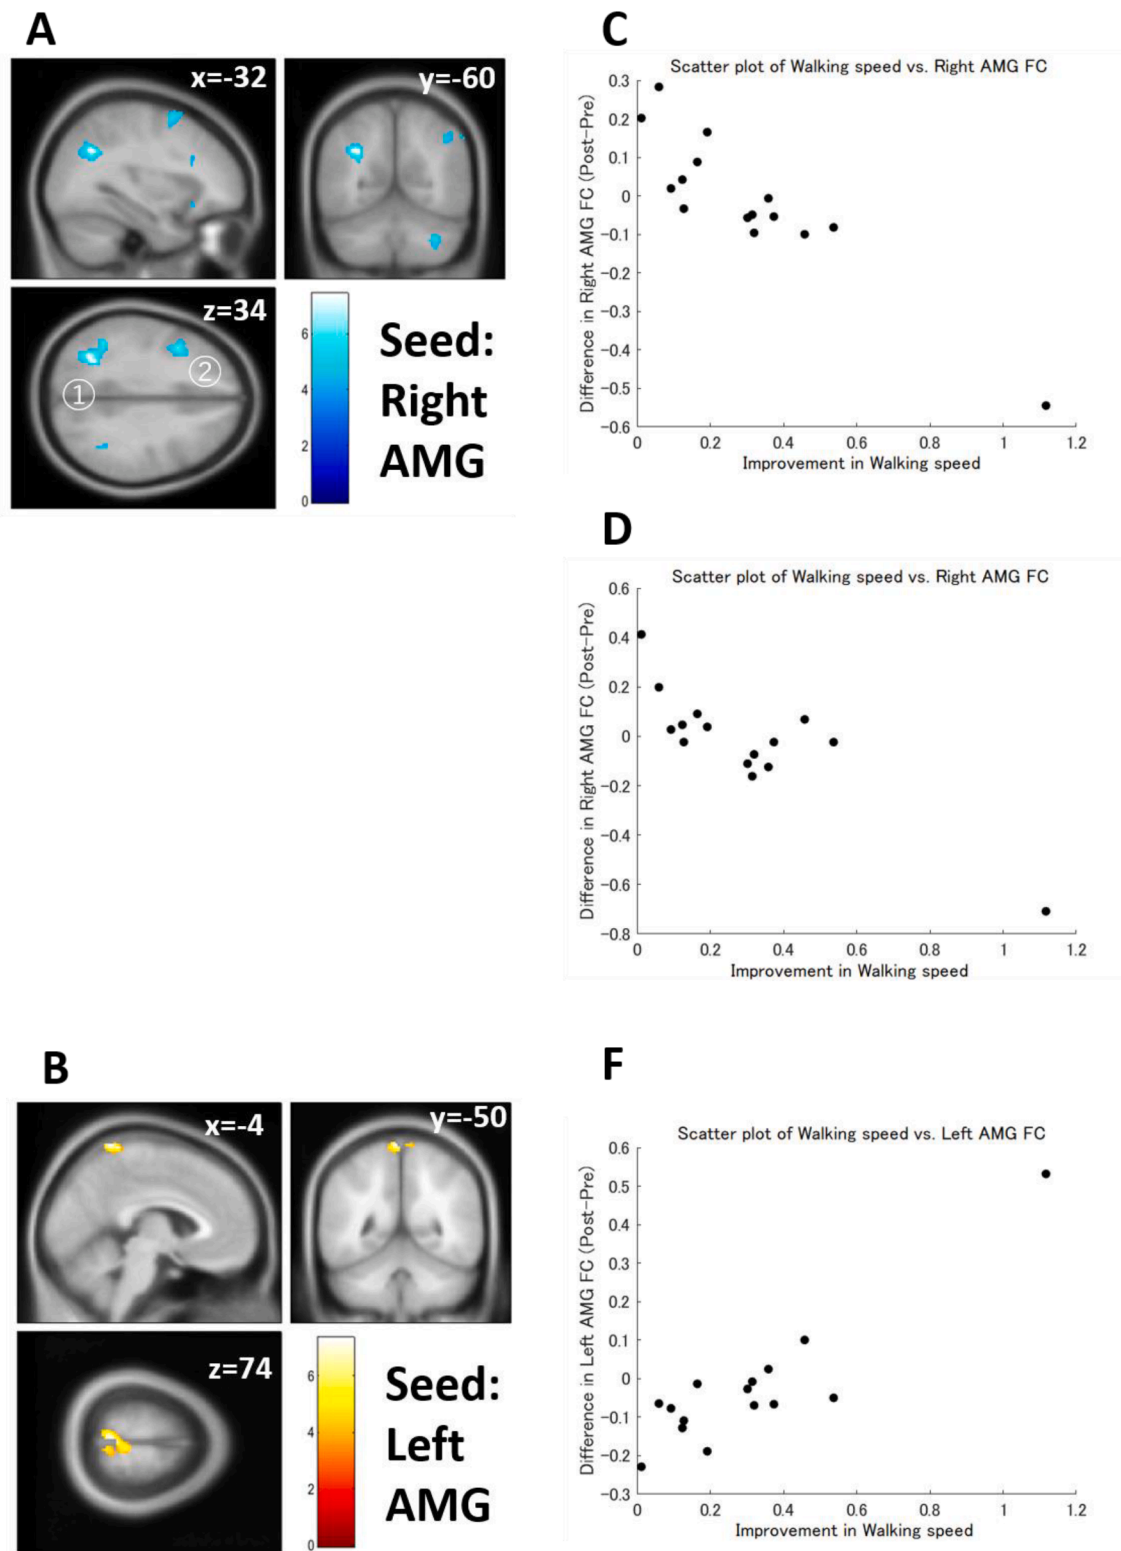 A
x=-32
y=-60
z=34
①
②
6
4
2
0
Seed:
Right
AMG
C
Scatter plot of Walking speed vs. Right AMG FC
Difference in Right AMG FC (Post-Pre)
0.3
0.2
0.1
0
-0.1
-0.2
-0.3
-0.4
-0.5
-0.6
0 0.2 0.4 0.6 0.8 1 1.2
Improvement in Walking speed
D
Scatter plot of Walking speed vs. Right AMG FC
Difference in Right AMG FC (Post-Pre)
0.6
0.4
0.2
0
-0.2
-0.4
-0.6
-0.8
0 0.2 0.4 0.6 0.8 1 1.2
Improvement in Walking speed
B
x=-4
y=-50
z=74
6
4
2
0
Seed:
Left
AMG
F
Scatter plot of Walking speed vs. Left AMG FC
Difference in Left AMG FC (Post-Pre)
0.6
0.5
0.4
0.3
0.2
0.1
0
-0.1
-0.2
-0.3
0 0.2 0.4 0.6 0.8 1 1.2
Improvement in Walking speed